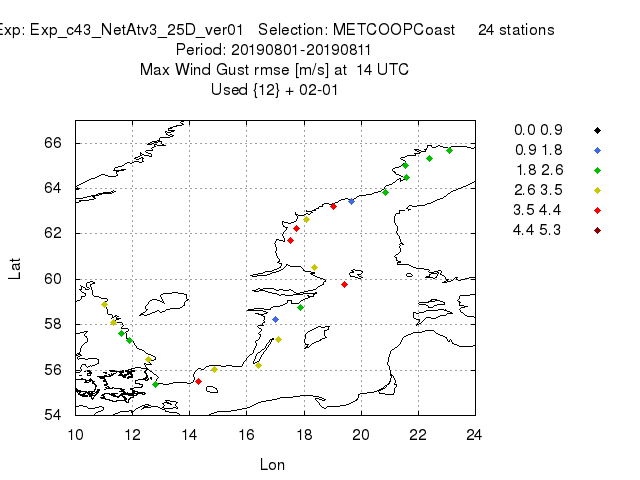 Exp: Exp_c43_NetAtv3_25D_ver01 Selection: METCOOPCoast 24 stations
Period: 20190801-20190811
Max Wind Gust rmse [m/s] at 14 UTC
Used {12} + 02-01
66
64
62
60
58
56
54
10 12 14 16 18 20 22 24
Lat
Lon
0.0 0.9
0.9 1.8
1.8 2.6
2.6 3.5
3.5 4.4
4.4 5.3